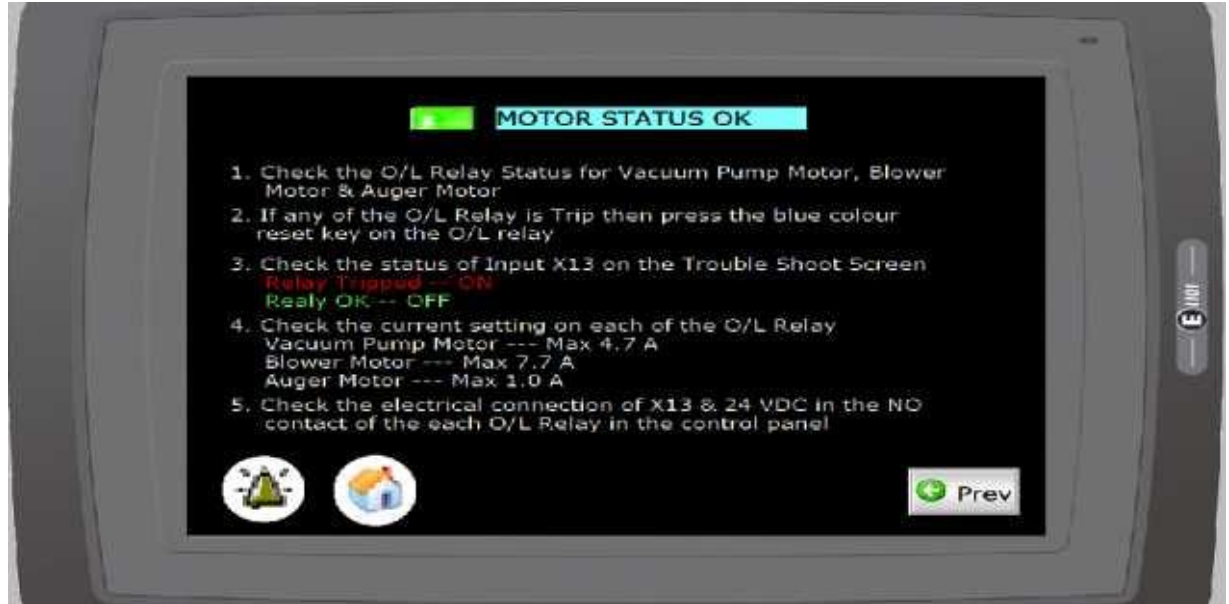 MOTOR STATUS OK
1. Check the O/L Relay Status for Vacuum Pump Motor, Blower
Motor & Auger Motor
2. If any of the O/L Relay is Trip then press the blue colour
reset key on the O/L relay
3. Check the status of Input X13 on the Trouble Shoot Screen
Relay Tripped -- ON
Realy OK -- OFF
4. Check the current setting on each of the O/L Relay
Vacuum Pump Motor --- Max 4.7 A
Blower Motor --- Max 7.7 A
Auger Motor --- Max 1.0 A
5. Check the electrical connection of X13 & 24 VDC in the NO
contact of the each O/L Relay in the control panel
Prev